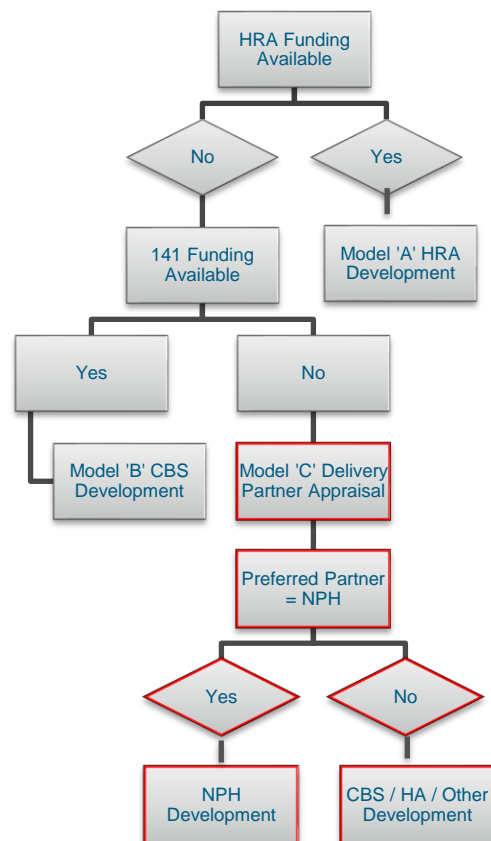 HRA Funding
Available
No
Yes
141 Funding
Available
Model 'A' HRA
Development
Yes
No
Model 'B' CBS
Development
Model 'C' Delivery
Partner Appraisal
Preferred Partner
= NPH
Yes
No
NPH
Development
CBS / HA / Other
Development